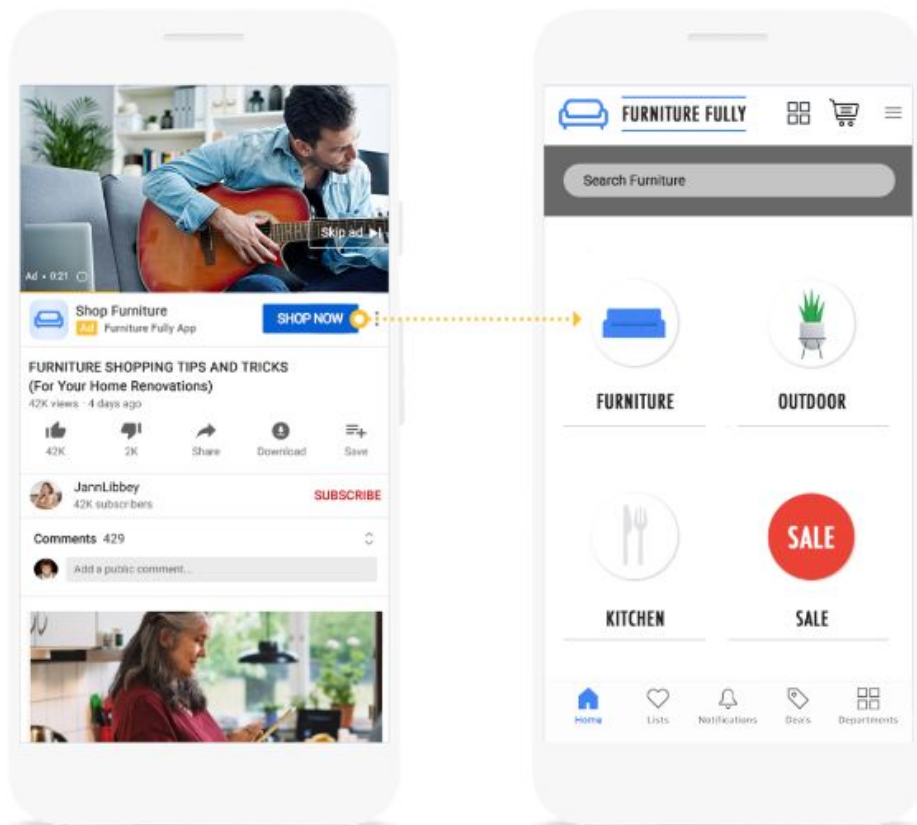 Skip ad
Ad • 0:21
Shop Furniture
Ad Furniture Fully App
SHOP NOW
FURNITURE SHOPPING TIPS AND TRICKS
(For Your Home Renovations)
42K views · 4 days ago
42K
2K
Share
Download
Save
JannLibbey
42K subscribers
SUBSCRIBE
Comments 429
Add a public comment...
FURNITURE FULLY
Search Furniture
FURNITURE
OUTDOOR
SALE
KITCHEN
SALE
Home
Lists
Notifications
Deals
Departments